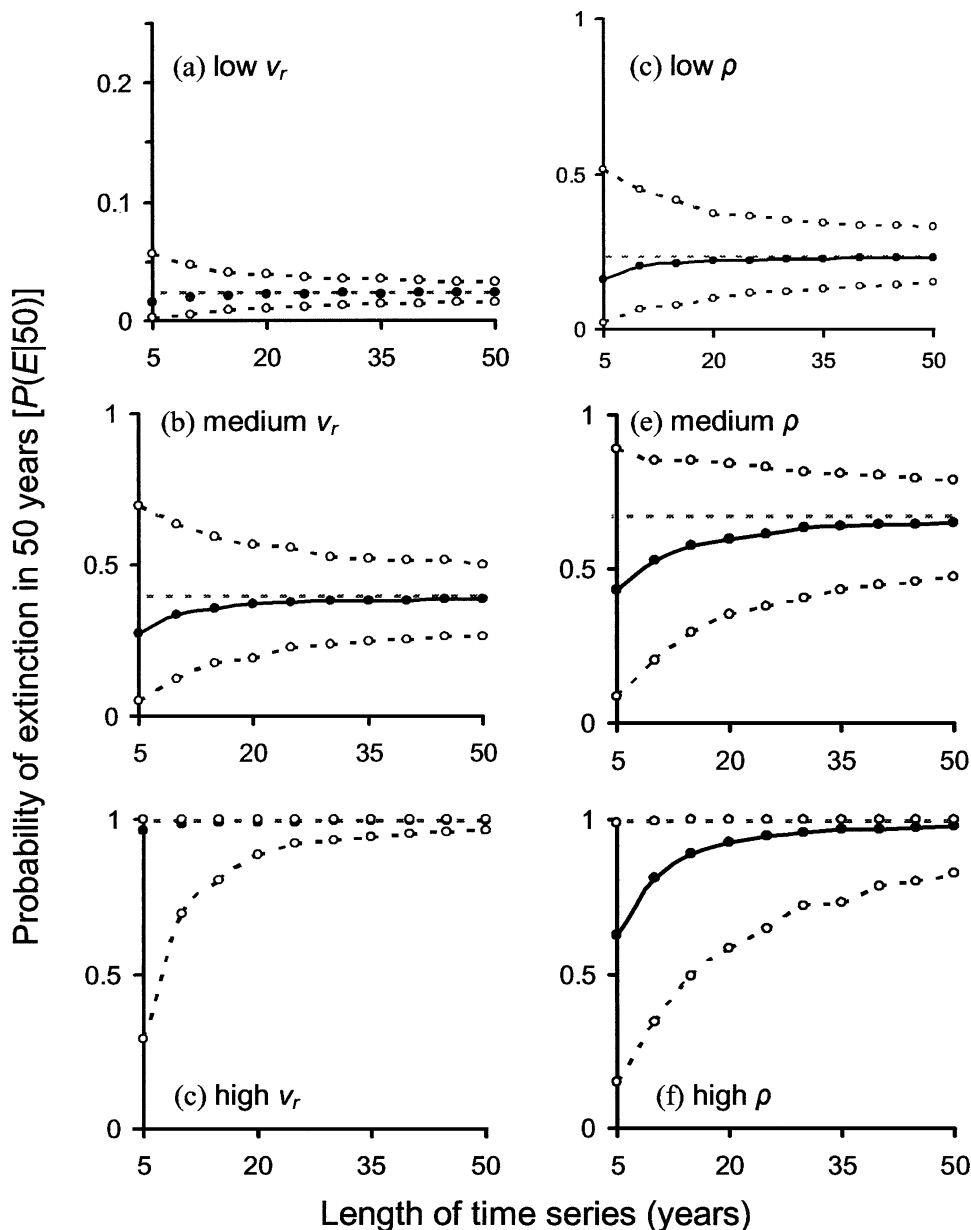 Probability of extinction in 50 years [P(E|50)]
(a) low vr
0.2
0.1
0
5 20 35 50
(c) low ρ
1
0.5
0
5 20 35 50
(b) medium vr
1
0.5
0
5 20 35 50
(e) medium ρ
1
0.5
0
5 20 35 50
1
0.5
0
(c) high vr
5 20 35 50
1
0.5
0
(f) high ρ
5 20 35 50
Length of time series (years)